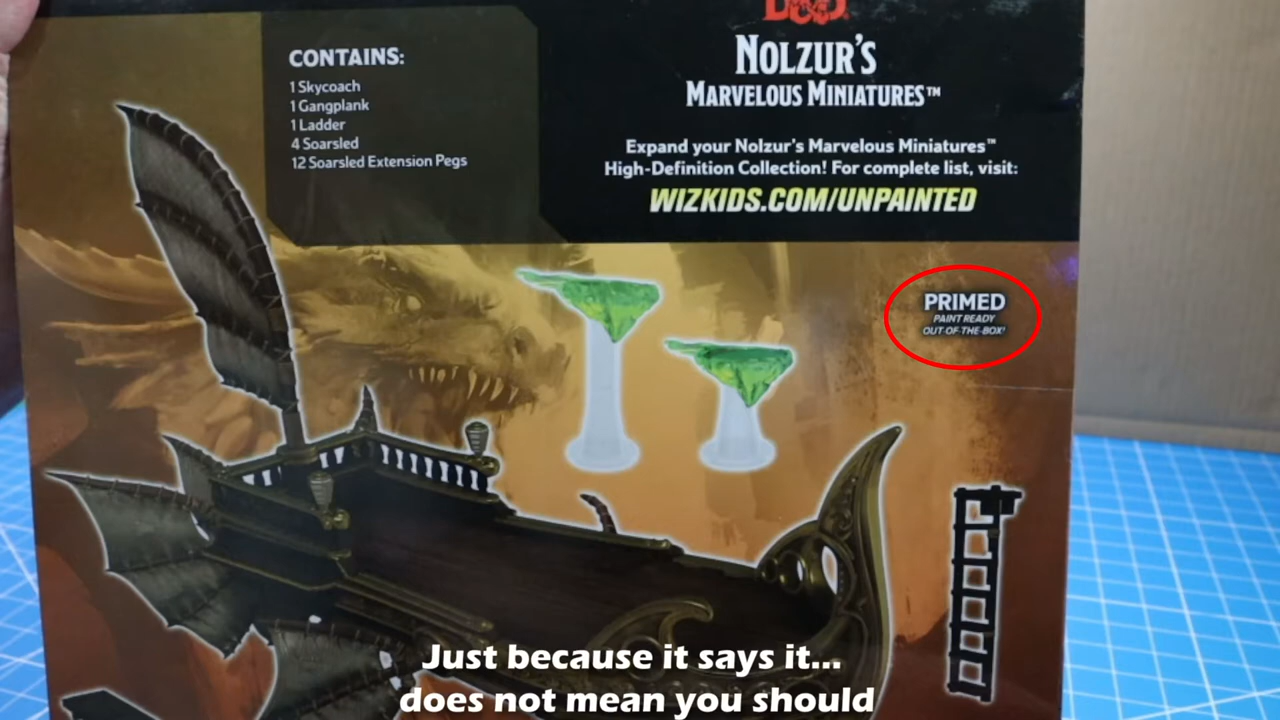 D&D
NOLZUR'S
MARVELOUS MINIATURES™
CONTAINS:
1 Skycoach
1 Gangplank
1 Ladder
4 Soarsled
12 Soarsled Extension Pegs
Expand your Nolzur's Marvelous Miniatures™
High-Definition Collection! For complete list, visit:
WIZKIDS.COM/UNPAINTED
PRIMED
PAINT READY
OUT-OF-THE-BOX!
Just because it says it...
does not mean you should